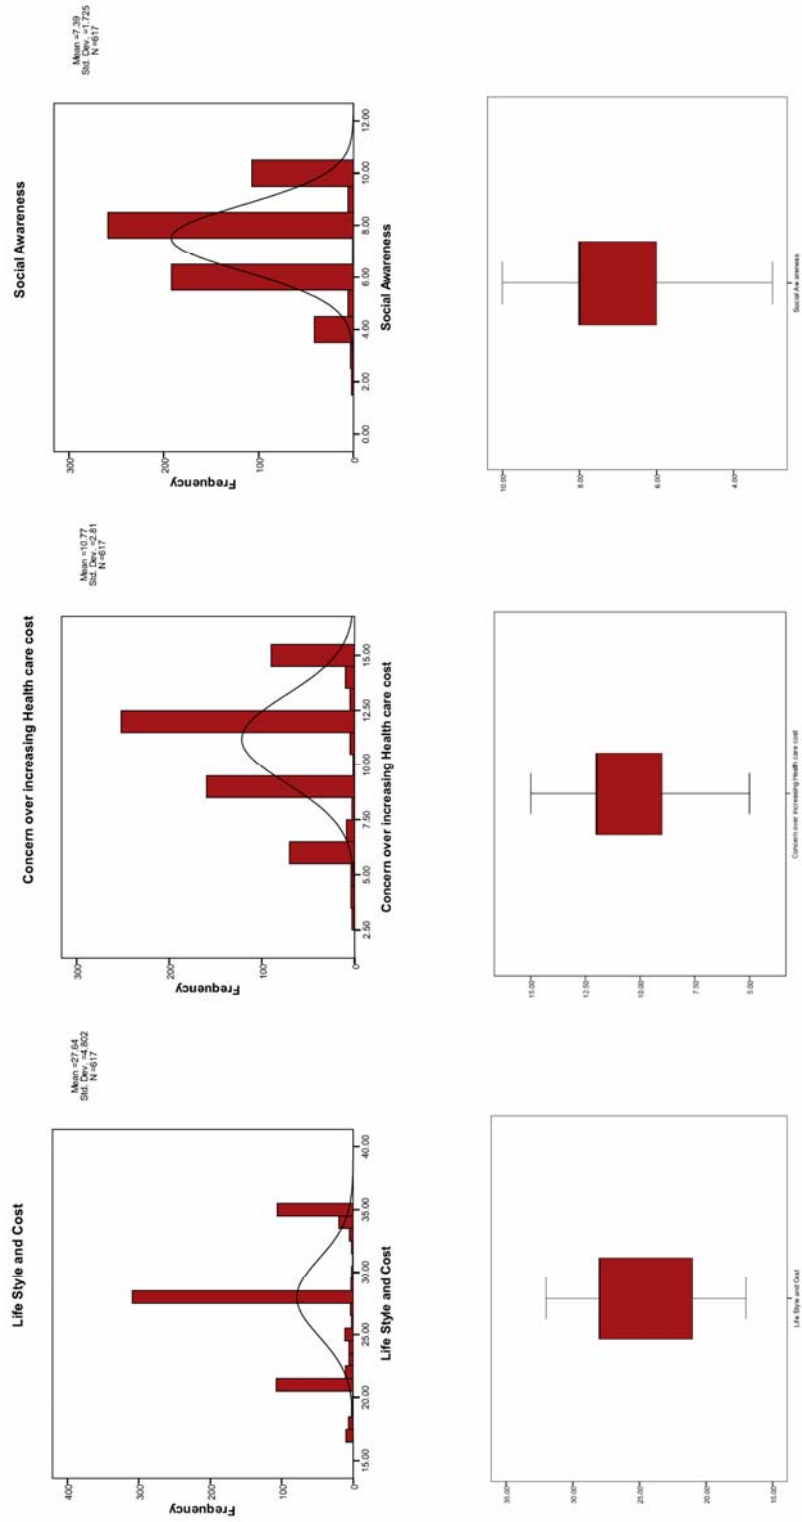 Life Style and Cost
Mean =27.64
Std. Dev. =4.802
N =617
Frequency
400
300
200
100
0
15.00
20.00
25.00
30.00
35.00
40.00
Life Style and Cost
Concern over increasing Health care cost
Mean =10.77
Std. Dev. =2.81
N =617
Frequency
300
200
100
0
2.50
5.00
7.50
10.00
12.50
15.00
Concern over increasing Health care cost
Social Awareness
Mean =7.39
Std. Dev. =1.725
N =617
Frequency
300
200
100
0
0.00
2.00
4.00
6.00
8.00
10.00
12.00
Social Awareness
35.00
30.00
25.00
20.00
15.00
Life Style and Cost
15.00
12.50
10.00
7.50
5.00
Concern over increasing Health care cost
10.00
8.00
6.00
4.00
Social Awareness